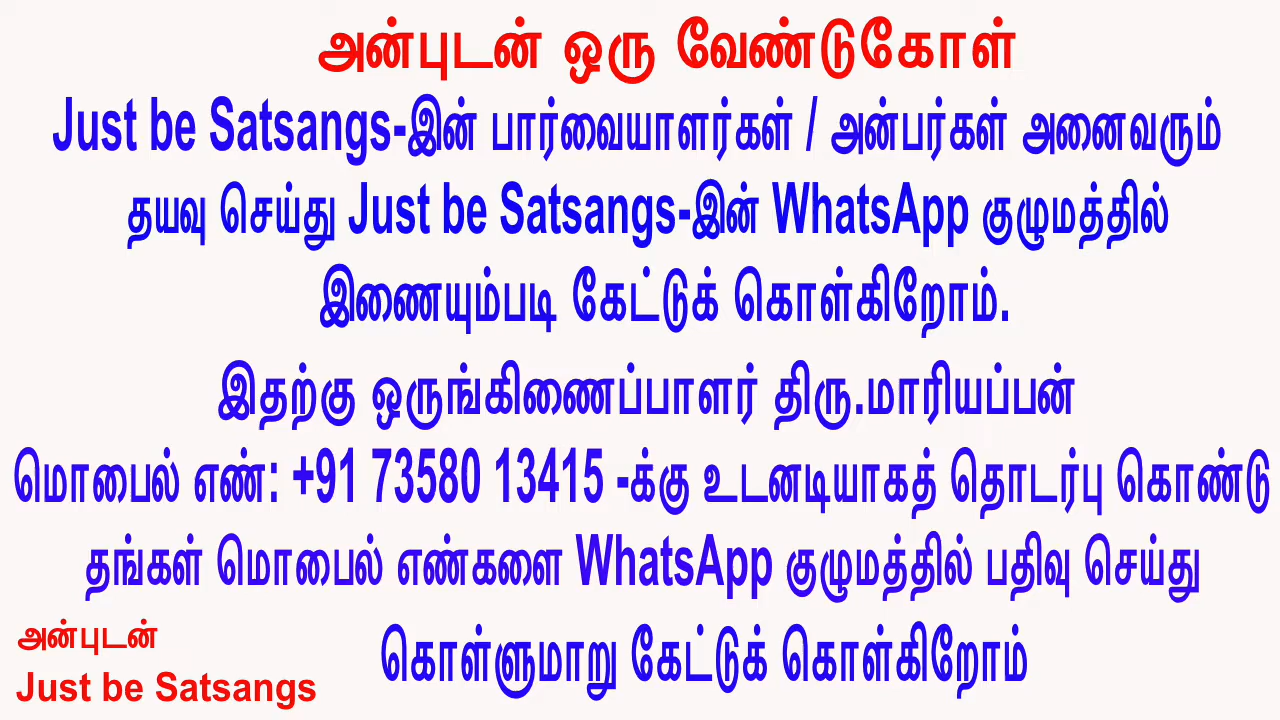 அன்புடன் ஒரு வேண்டுகோள்
Just be Satsangs-இன் பார்வையாளர்கள் / அன்பர்கள் அனைவரும்
தயவு செய்து Just be Satsangs-இன் WhatsApp குழுமத்தில்
இணையும்படி கேட்டுக் கொள்கிறோம்.
இதற்கு ஒருங்கிணைப்பாளர் திரு.மாரியப்பன்
மொபைல் எண்: +91 73580 13415 -க்கு உடனடியாகத் தொடர்பு கொண்டு
தங்கள் மொபைல் எண்களை WhatsApp குழுமத்தில் பதிவு செய்து
கொள்ளுமாறு கேட்டுக் கொள்கிறோம்
அன்புடன்
Just be Satsangs